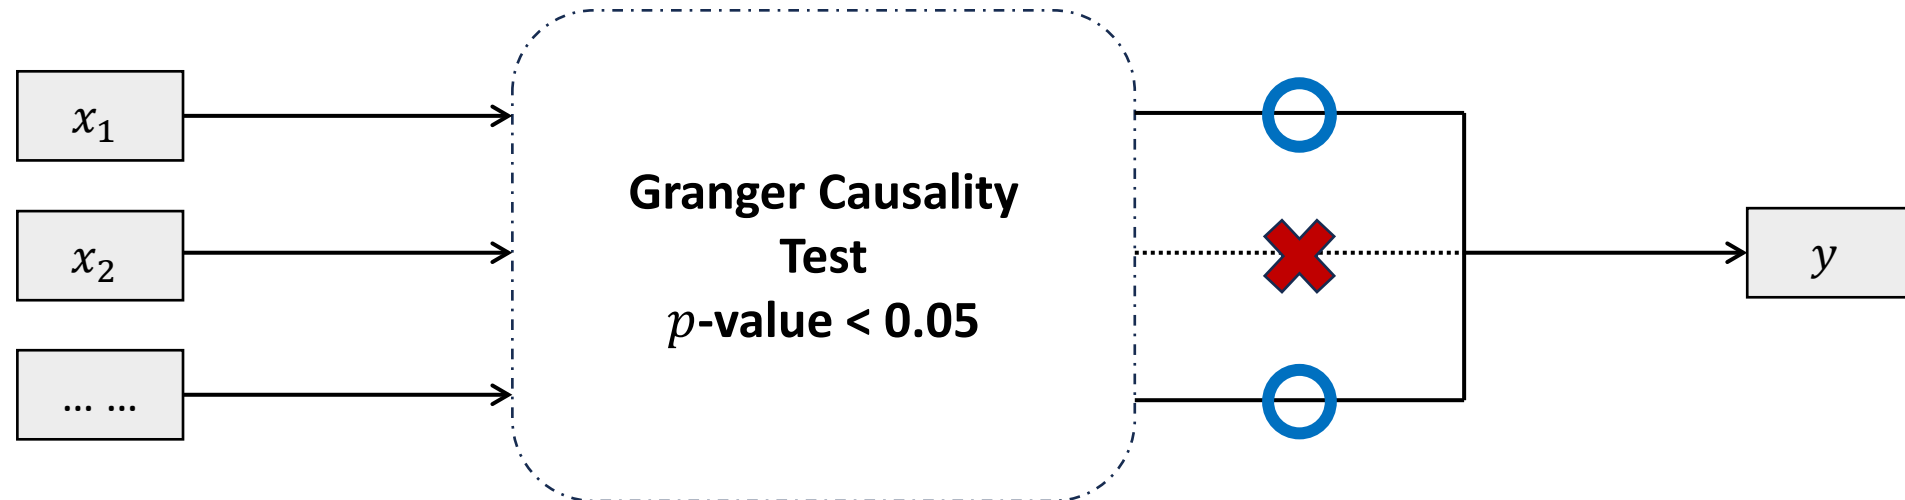 x₁
x₂
... ...
Granger Causality
Test
p-value < 0.05
y